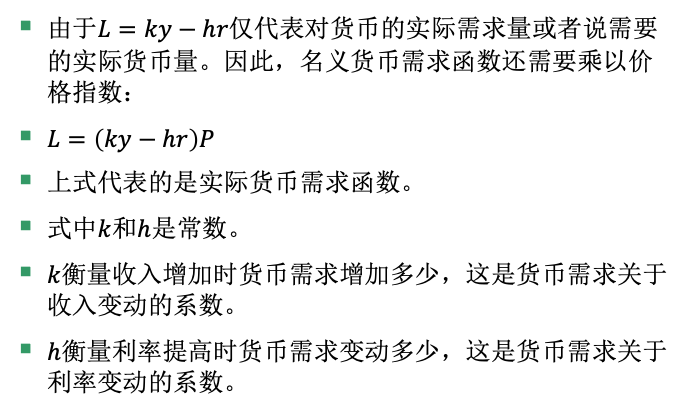 由于L = ky − hr仅代表对货币的实际需求量或者说需要
的实际货币量。因此，名义货币需求函数还需要乘以价
格指数：
L = (ky − hr)P
上式代表的是实际货币需求函数。
式中k和h是常数。
k衡量收入增加时货币需求增加多少，这是货币需求关于
收入变动的系数。
h衡量利率提高时货币需求变动多少，这是货币需求关于
利率变动的系数。